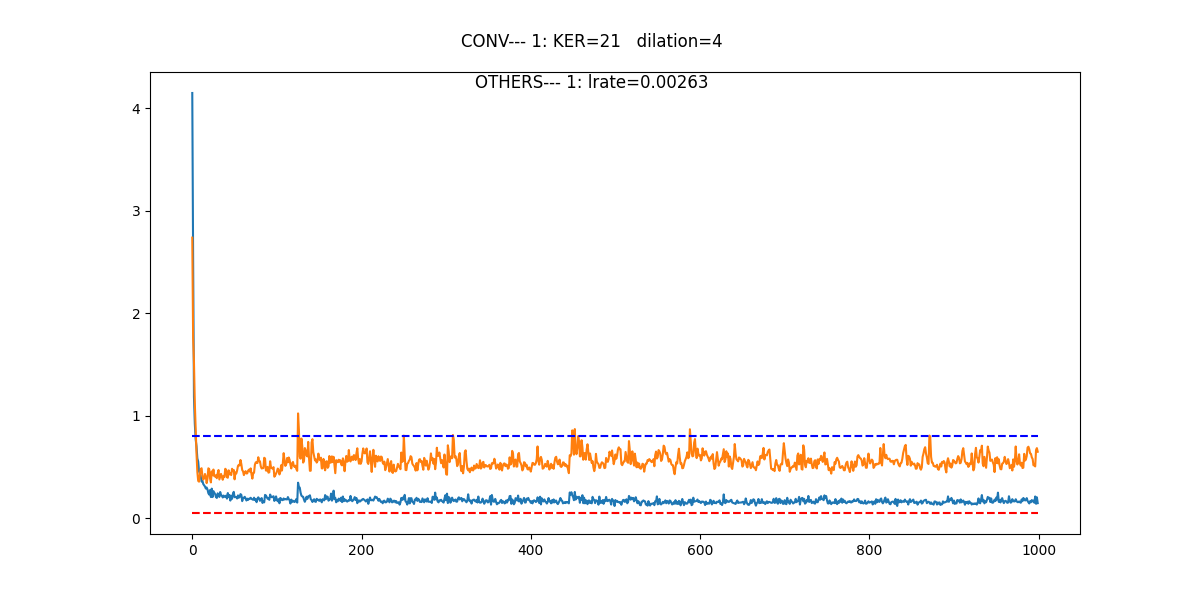 CONV--- 1: KER=21   dilation=4
OTHERS--- 1: lrate=0.00263
4
3
2
1
0
0 200 400 600 800 1000